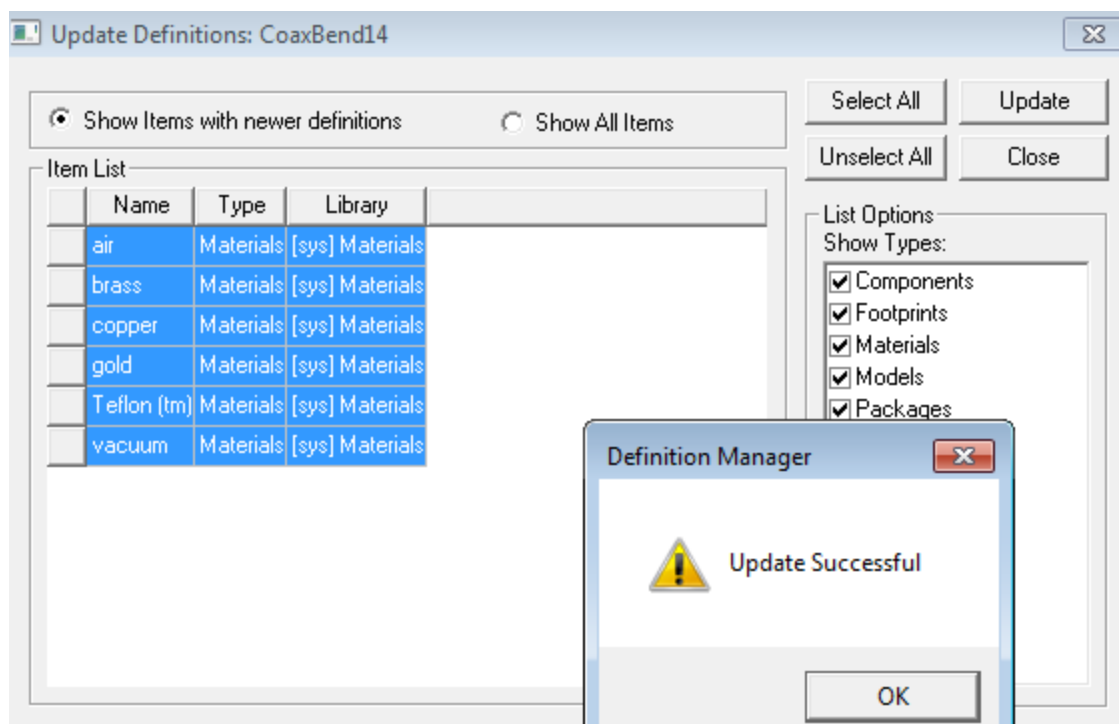 Update Definitions: CoaxBend14
Show Items with newer definitions
Show All Items
Select All
Update
Unselect All
Close
Item List
Name Type Library
air Materials [sys] Materials
brass Materials [sys] Materials
copper Materials [sys] Materials
gold Materials [sys] Materials
Teflon (tm) Materials [sys] Materials
vacuum Materials [sys] Materials
List Options
Show Types:
Components
Footprints
Materials
Models
Packages
Definition Manager
Update Successful
OK